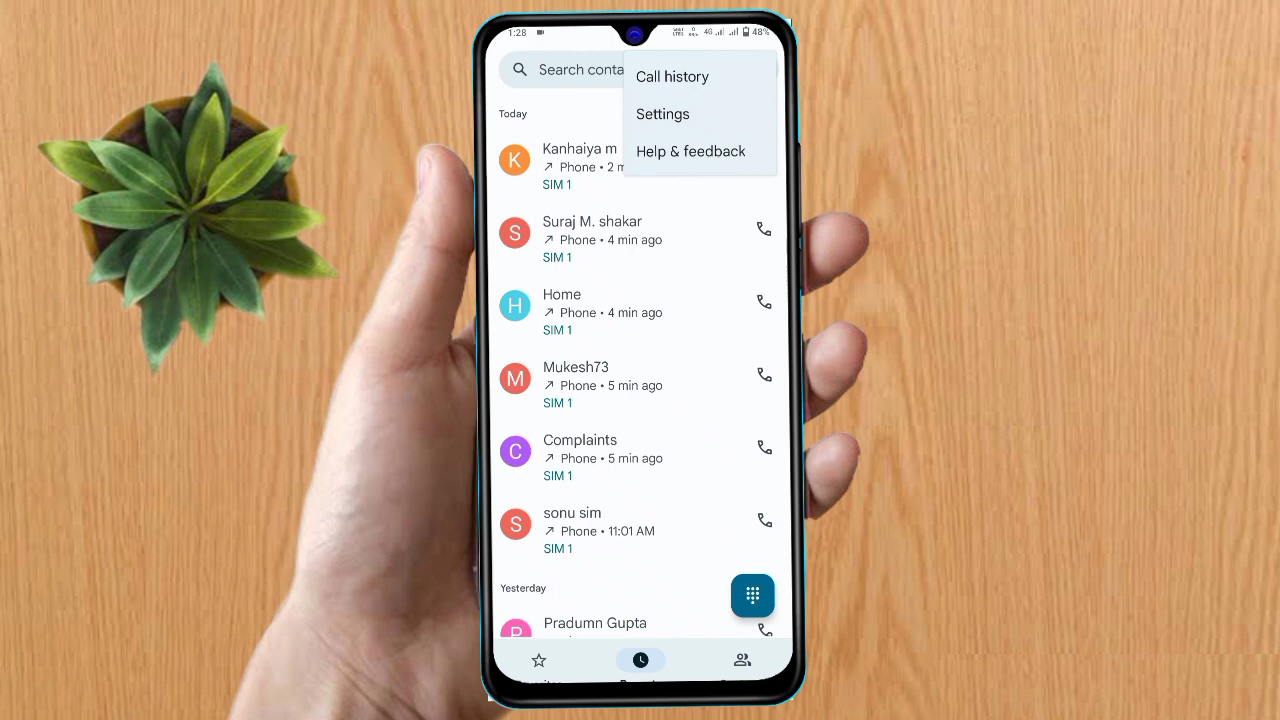 1:28
4G 48%
Search conta
Call history
Settings
Help & feedback
Today
K
Kanhaiya m
Phone • 2 m
SIM 1
S
Suraj M. shakar
Phone • 4 min ago
SIM 1
H
Home
Phone • 4 min ago
SIM 1
M
Mukesh73
Phone • 5 min ago
SIM 1
C
Complaints
Phone • 5 min ago
SIM 1
S
sonu sim
Phone • 11:01 AM
SIM 1
Yesterday
P
Pradumn Gupta